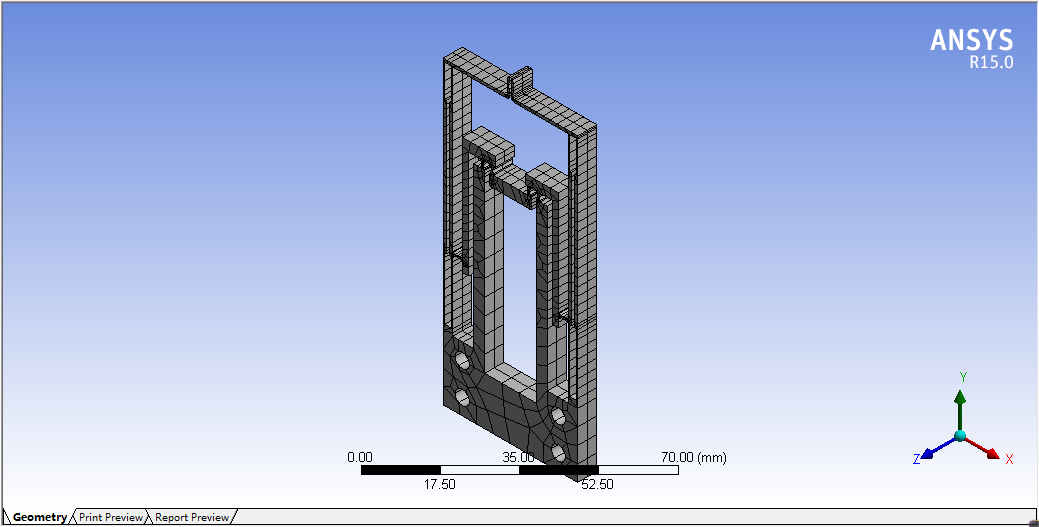 ANSYS
R15.0
Y
Z
X
0.00
35.00
70.00 (mm)
17.50
52.50
Geometry
Print Preview
Report Preview